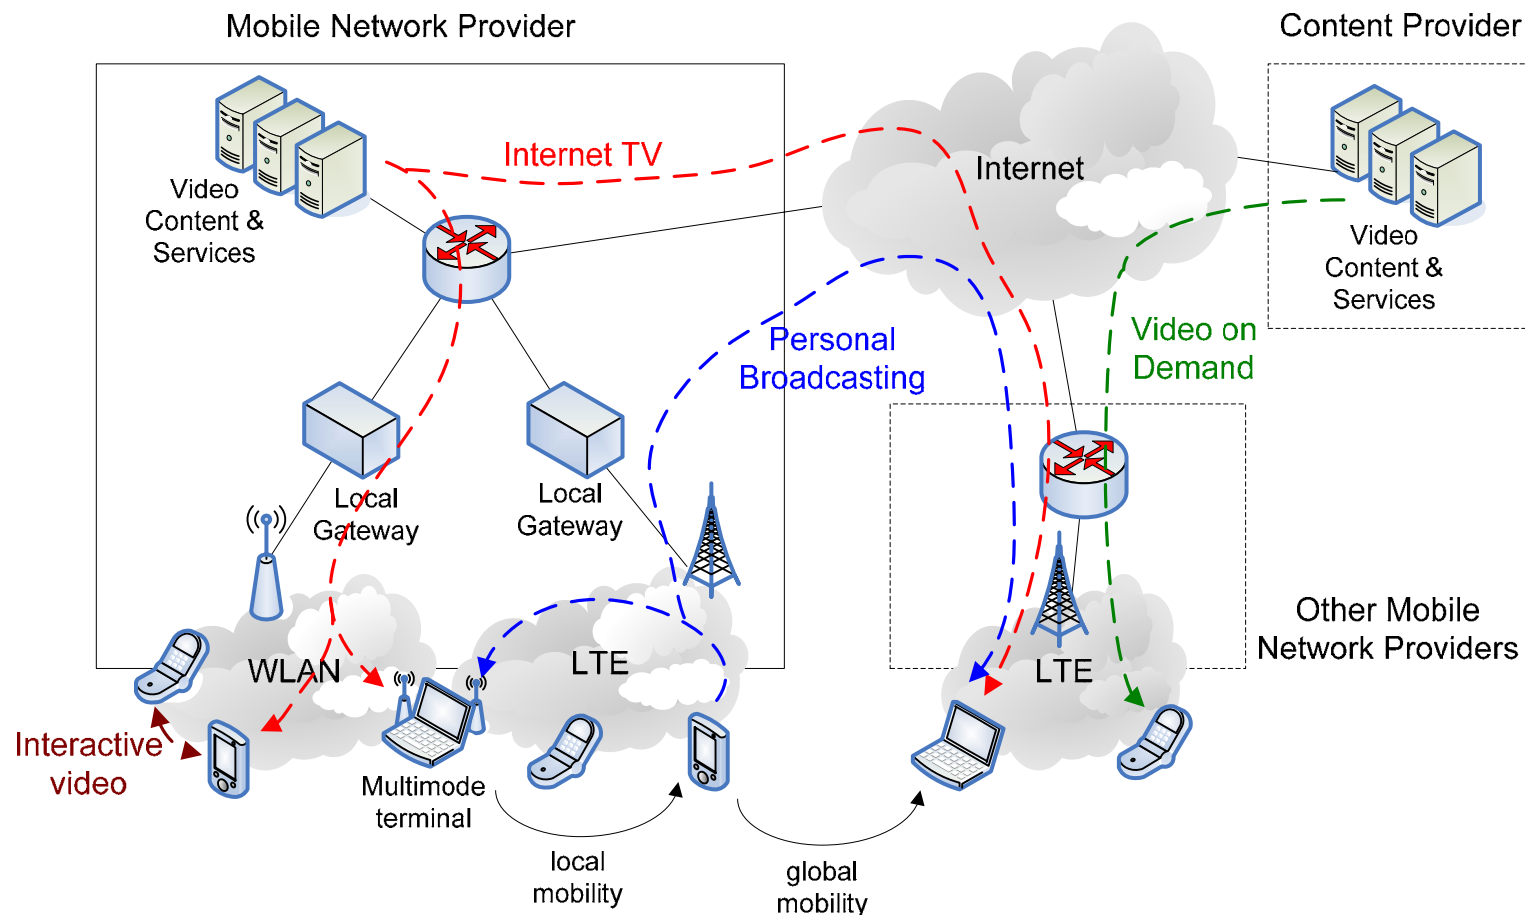 Mobile Network Provider
Content Provider
Internet TV
Internet
Video
Content &
Services
Video
Content &
Services
Personal
Broadcasting
Video on
Demand
Local
Gateway
Local
Gateway
Other Mobile
Network Providers
WLAN
LTE
LTE
Interactive
video
Multimode
terminal
local
mobility
global
mobility